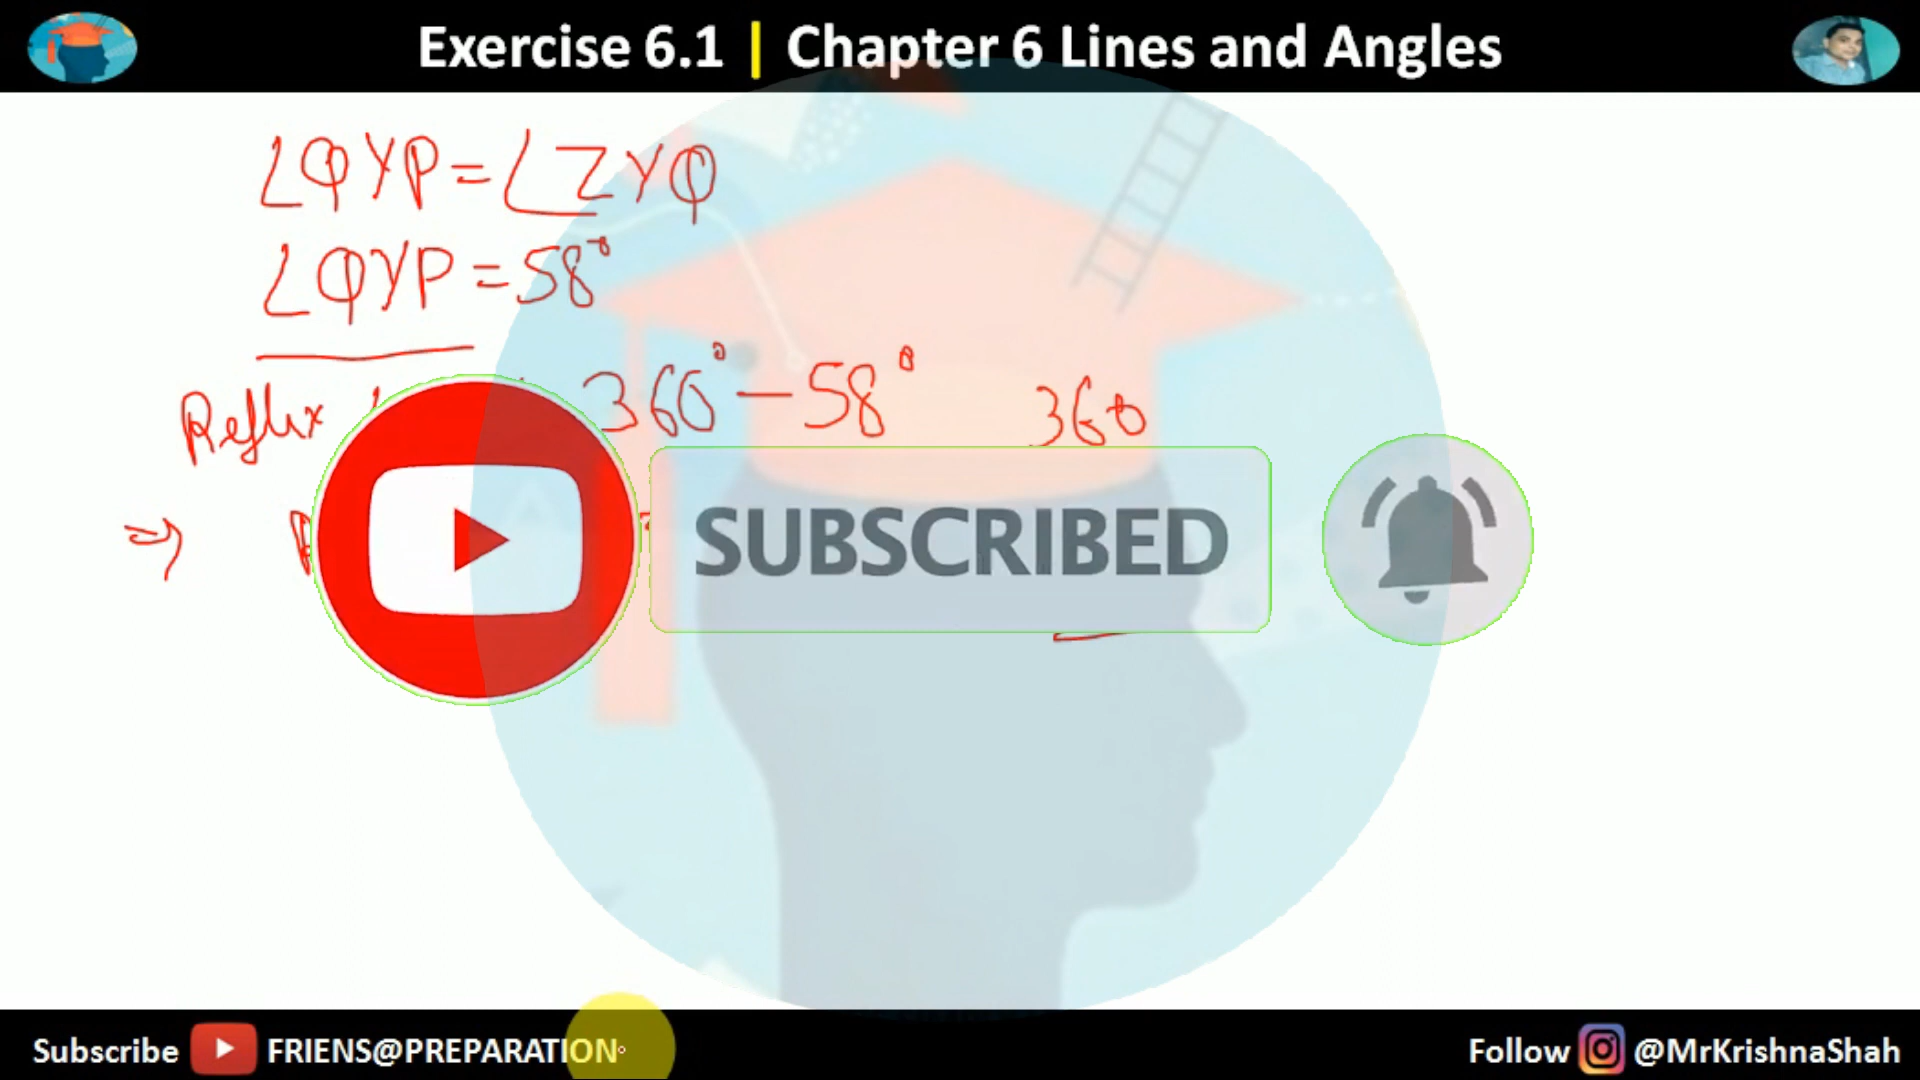 Exercise 6.1 | Chapter 6 Lines and Angles
∠QYP = ∠ZYQ
∠QYP = 58°
Reflex 360° - 58° 360
⇒
SUBSCRIBED
Subscribe FRIENS@PREPARATION
Follow @MrKrishnaShah